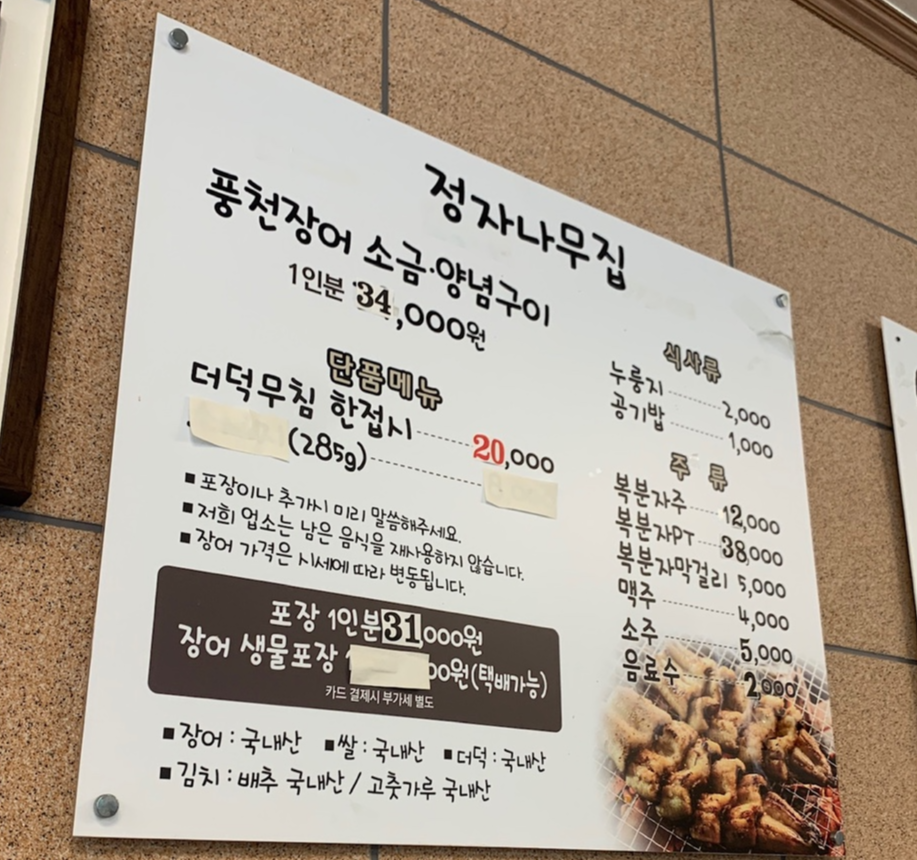 정자나무집
풍천장어 소금·양념구이
1인분 34,000원
단품메뉴
더덕무침 한접시 20,000
(285g)
■ 포장이나 추가시 미리 말씀해주세요.
■ 저희 업소는 남은 음식을 재사용하지 않습니다.
■ 장어 가격은 시세에 따라 변동됩니다.
포장 1인분 31,000원
장어 생물포장 00원(택배가능)
카드 결제시 부가세 별도
■ 장어 : 국내산 ■ 쌀 : 국내산 ■ 더덕 : 국내산
■ 김치 : 배추 국내산 / 고춧가루 국내산
식사류
누룽지 2,000
공기밥 1,000
주 류
복분자주 12,000
복분자PT 38,000
복분자막걸리 5,000
맥주 4,000
소주 5,000
음료수 2,000